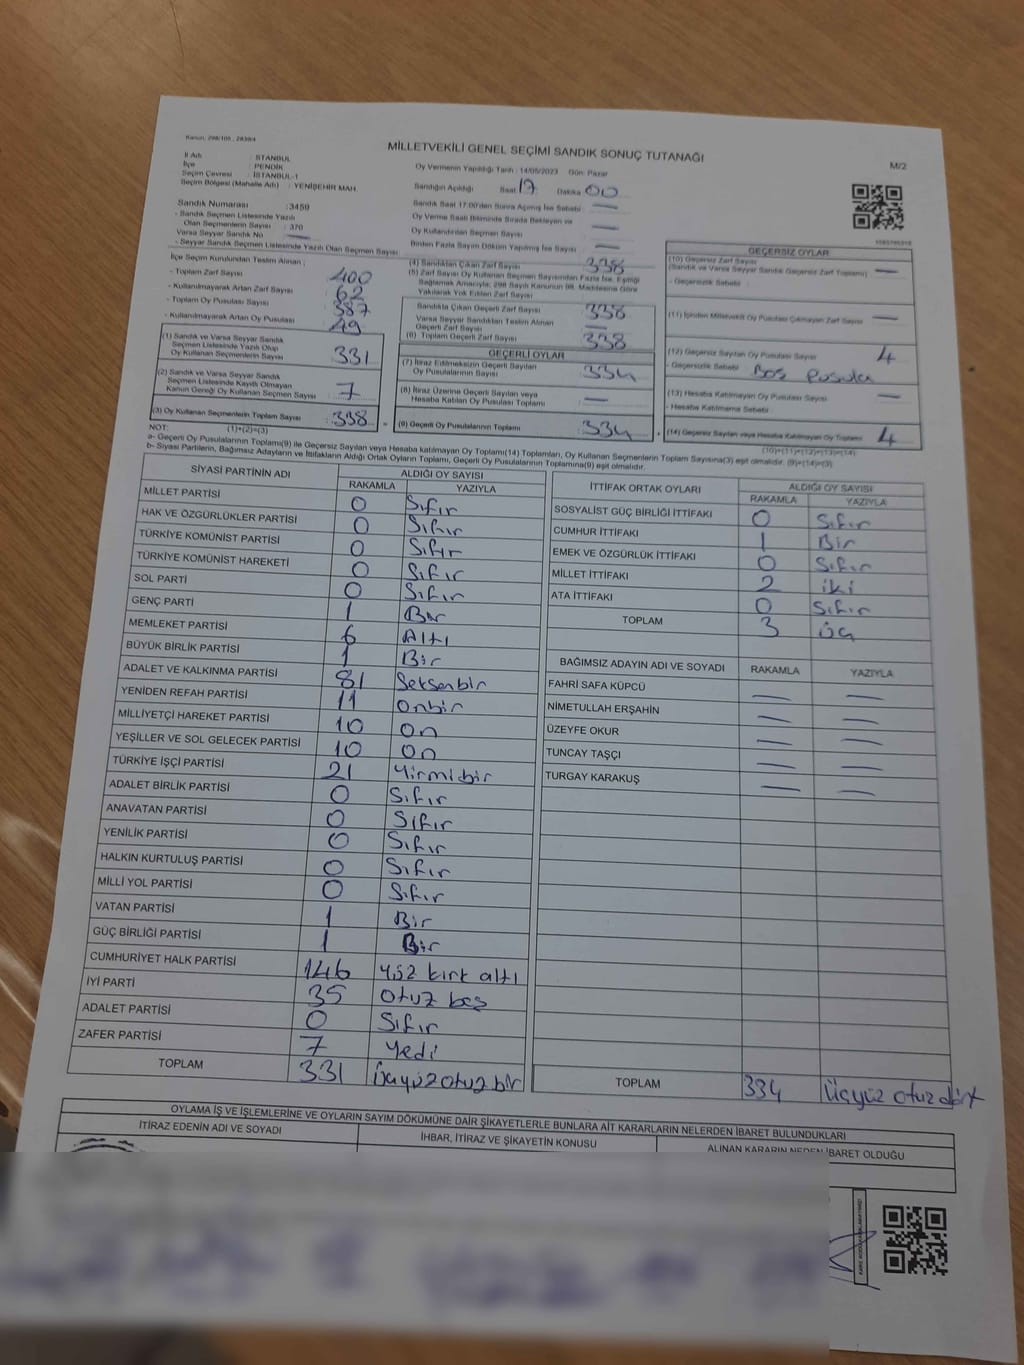 Kanun, 298/105 , 2839/4
MİLLETVEKİLİ GENEL SEÇİMİ SANDIK SONUÇ TUTANAĞI
M/2
İl Adı : İSTANBUL
İlçe : PENDİK
Seçim Çevresi : İSTANBUL-1
Seçim Bölgesi (Mahalle Adı) : YENİŞEHİR MAH.
Oy Vermenin Yapıldığı Tarih : 14/05/2023 Gün: Pazar
Sandığın Açıldığı Saat 17 Dakika 00
Sandık Numarası : 3459
- Sandık Seçmen Listesinde Yazılı
Olan Seçmenlerin Sayısı : 370
Varsa Seyyar Sandık No —
- Seyyar Sandık Seçmen Listesinde Yazılı Olan Seçmen Sayısı
Sandık Saat 17.00'den Sonra Açılmış İse Sebebi : —
Oy Verme Saati Bitiminde Sırada Bekleyen ve
Oy Kullandırılan Seçmen Sayısı : —
Birden Fazla Sayım Döküm Yapılmış İse Sayısı : —
İlçe Seçim Kurulundan Teslim Alınan ;
- Toplam Zarf Sayısı : 400
- Kullanılmayarak Artan Zarf Sayısı : 62
- Toplam Oy Pusulası Sayısı : 387
- Kullanılmayarak Artan Oy Pusulası : 49
(1) Sandık ve Varsa Seyyar Sandık
Seçmen Listesinde Yazılı Olup
Oy Kullanan Seçmenlerin Sayısı : 331
(2) Sandık ve Varsa Seyyar Sandık
Seçmen Listesinde Kayıtlı Olmayan
Kanun Gereği Oy Kullanan Seçmen Sayısı : 7
(3) Oy Kullanan Seçmenlerin Toplam Sayısı : 338
(1)+(2)=(3)
(4) Sandıktan Çıkan Zarf Sayısı : 338
(5) Zarf Sayısı Oy Kullanan Seçmen Sayısından Fazla İse, Eşitliği
Sağlamak Amacıyla; 298 Sayılı Kanunun 98. Maddesine Göre
Yakılarak Yok Edilen Zarf Sayısı
Sandıkta Çıkan Geçerli Zarf Sayısı : 338
Varsa Seyyar Sandıktan Teslim Alınan
Geçerli Zarf Sayısı : —
(6) Toplam Geçerli Zarf Sayısı : 338
GEÇERLİ OYLAR
(7) İtiraz Edilmeksizin Geçerli Sayılan
Oy Pusulalarının Sayısı : 334
(8) İtiraz Üzerine Geçerli Sayılan veya
Hesaba Katılan Oy Pusulası Toplamı : —
(9) Geçerli Oy Pusulalarının Toplamı : 334
GEÇERSİZ OYLAR
(10) Geçersiz Zarf Sayısı
(Sandık ve Varsa Seyyar Sandık Geçersiz Zarf Toplamı) : —
- Geçersizlik Sebebi :
(11) İçinden Milletvekili Oy Pusulası Çıkmayan Zarf Sayısı : —
(12) Geçersiz Sayılan Oy Pusulası Sayısı : 4
- Geçersizlik Sebebi : Boş pusula
(13) Hesaba Katılmayan Oy Pusulası Sayısı : —
- Hesaba Katılmama Sebebi :
(14) Geçersiz Sayılan veya Hesaba Katılmayan Oy Toplamı : 4
(10)+(11)+(12)+(13)=(14)
NOT:
a- Geçerli Oy Pusulalarının Toplamı(9) ile Geçersiz Sayılan veya Hesaba katılmayan Oy Toplamı(14) Toplamları, Oy Kullanan Seçmenlerin Toplam Sayısına(3) eşit olmalıdır. (9)+(14)=(3)
b- Siyasi Partilerin, Bağımsız Adayların ve İttifakların Aldığı Ortak Oyların Toplamı, Geçerli Oy Pusulalarının Toplamına(9) eşit olmalıdır.
SİYASİ PARTİNİN ADI ALDIĞI OY SAYISI
RAKAMLA YAZIYLA
MİLLET PARTİSİ 0 Sıfır
HAK VE ÖZGÜRLÜKLER PARTİSİ 0 Sıfır
TÜRKİYE KOMÜNİST PARTİSİ 0 Sıfır
TÜRKİYE KOMÜNİST HAREKETİ 0 Sıfır
SOL PARTİ 0 Sıfır
GENÇ PARTİ 1 Bir
MEMLEKET PARTİSİ 6 Altı
BÜYÜK BİRLİK PARTİSİ 1 Bir
ADALET VE KALKINMA PARTİSİ 81 Seksenbir
YENİDEN REFAH PARTİSİ 11 Onbir
MİLLİYETÇİ HAREKET PARTİSİ 10 On
YEŞİLLER VE SOL GELECEK PARTİSİ 10 On
TÜRKİYE İŞÇİ PARTİSİ 21 Yirmibir
ADALET BİRLİK PARTİSİ 0 Sıfır
ANAVATAN PARTİSİ 0 Sıfır
YENİLİK PARTİSİ 0 Sıfır
HALKIN KURTULUŞ PARTİSİ 0 Sıfır
MİLLİ YOL PARTİSİ 0 Sıfır
VATAN PARTİSİ 1 Bir
GÜÇ BİRLİĞİ PARTİSİ 1 Bir
CUMHURİYET HALK PARTİSİ 146 Yüz kırk altı
İYİ PARTİ 35 Otuz beş
ADALET PARTİSİ 0 Sıfır
ZAFER PARTİSİ 7 Yedi
TOPLAM 331 Üçyüz otuz bir
İTTİFAK ORTAK OYLARI ALDIĞI OY SAYISI
RAKAMLA YAZIYLA
SOSYALİST GÜÇ BİRLİĞİ İTTİFAKI 0 Sıfır
CUMHUR İTTİFAKI 1 Bir
EMEK VE ÖZGÜRLÜK İTTİFAKI 0 Sıfır
MİLLET İTTİFAKI 2 iki
ATA İTTİFAKI 0 Sıfır
TOPLAM 3 üç
BAĞIMSIZ ADAYIN ADI VE SOYADI RAKAMLA YAZIYLA
FAHRİ SAFA KÜPCÜ — —
NİMETULLAH ERŞAHİN — —
ÜZEYFE OKUR — —
TUNCAY TAŞÇI — —
TURGAY KARAKUŞ — —
TOPLAM 334 Üçyüz otuz dört
OYLAMA İŞ VE İŞLEMLERİNE VE OYLARIN SAYIM DÖKÜMÜNE DAİR ŞİKAYETLERLE BUNLARA AİT KARARLARIN NELERDEN İBARET BULUNDUKLARI
İTİRAZ EDENİN ADI VE SOYADI İHBAR, İTİRAZ VE ŞİKAYETİN KONUSU ALINAN KARARIN NEDEN İBARET OLDUĞU